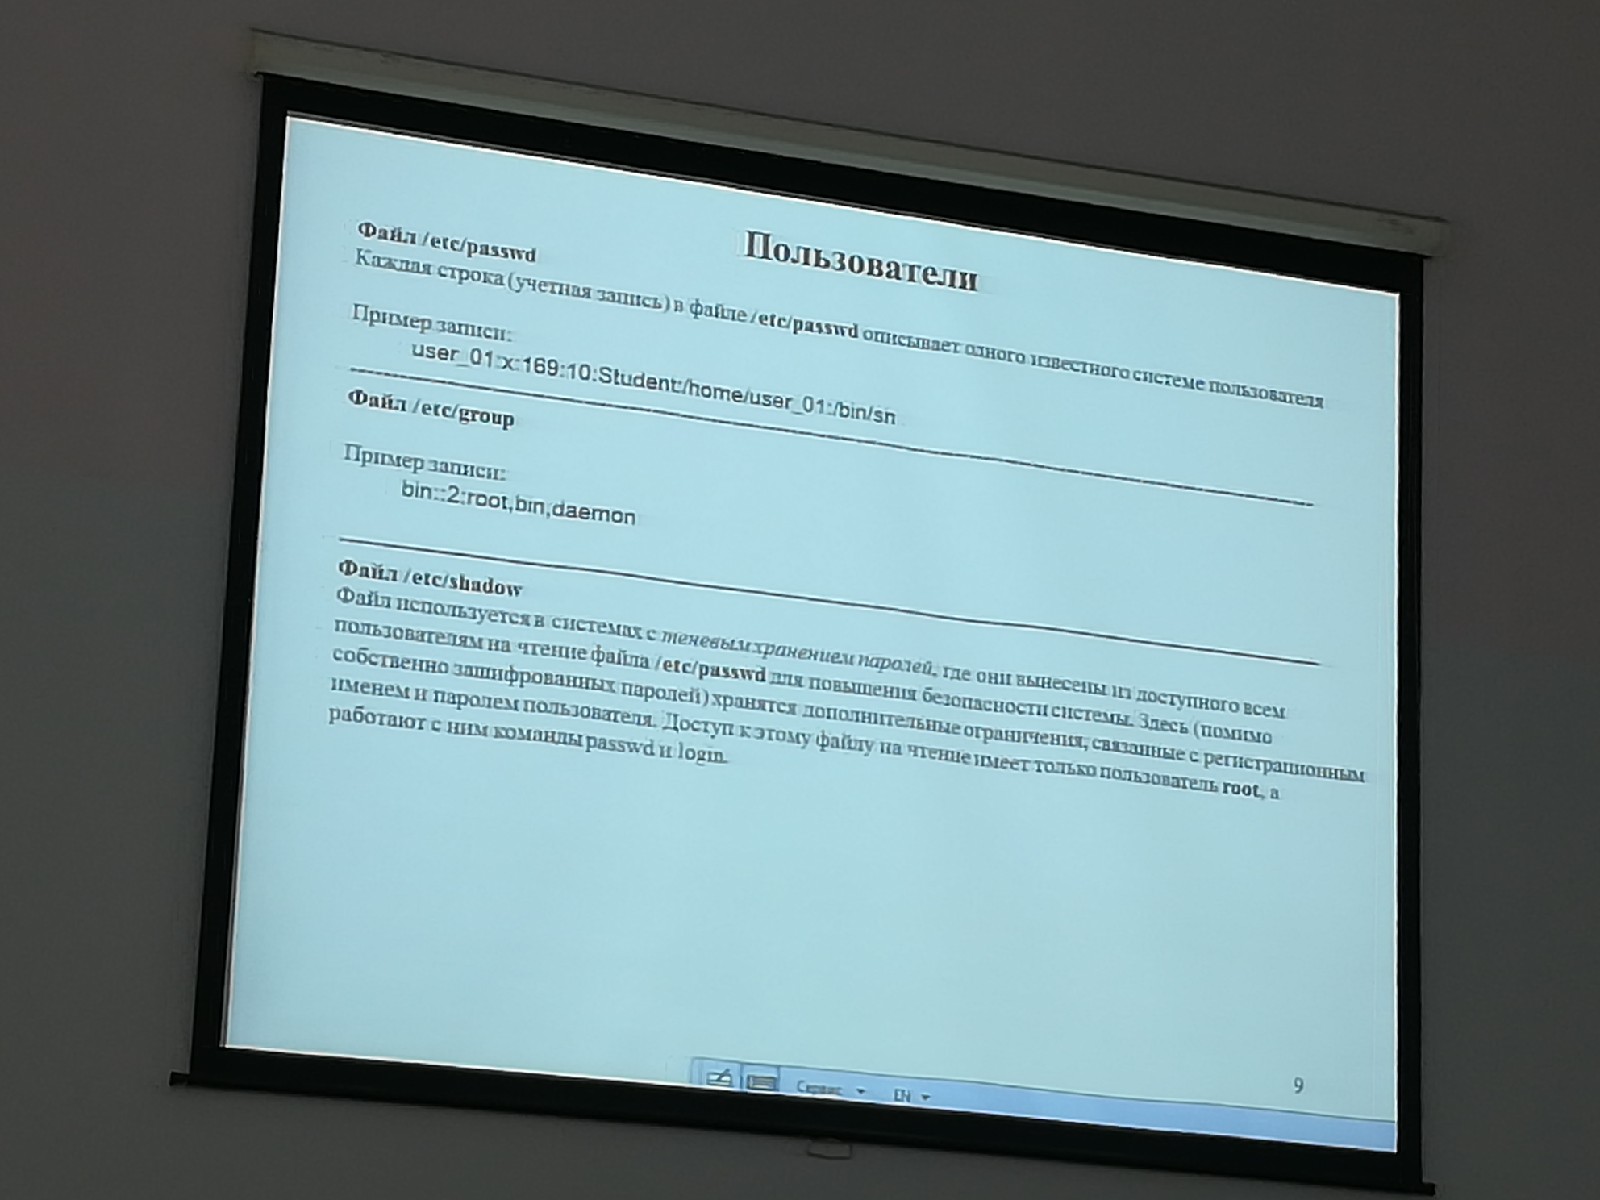 Пользователи
Файл /etc/passwd
Каждая строка (учетная запись) в файле /etc/passwd описывает одного известного системе пользователя
Пример записи:
user_01:x:169:10:Student:/home/user_01:/bin/sh
Файл /etc/group
Пример записи:
bin:::2:root,bin,daemon
Файл /etc/shadow
Файл используется в системах с теневым хранением паролей, где они вынесены из доступного всем
пользователям на чтение файла /etc/passwd для повышения безопасности системы. Здесь (помимо
собственно зашифрованных паролей) хранятся дополнительные ограничения, связанные с регистрационным
именем и паролем пользователя. Доступ к этому файлу на чтение имеет только пользователь root, а
работают с ним команды passwd и login.
9
Сервис
EN